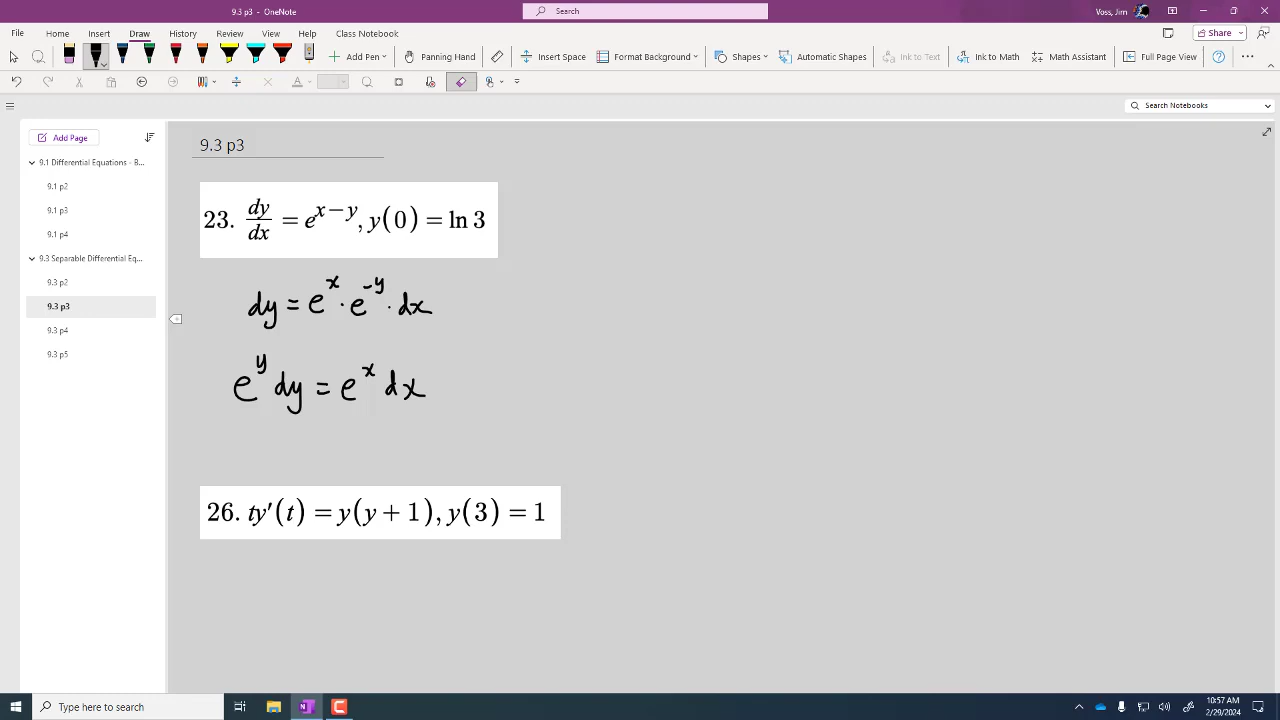 9.3 p3 - OneNote
Search
Voss, Jim
File Home Insert Draw History Review View Help Class Notebook
Share
Add Pen
Panning Hand
Insert Space
Format Background
Shapes
Automatic Shapes
Ink to Text
Ink to Math
Math Assistant
Full Page View
Search Notebooks
Add Page
9.1 Differential Equations - B...
9.1 p2
9.1 p3
9.1 p4
9.3 Separable Differential Eq...
9.3 p2
9.3 p3
9.3 p4
9.3 p5
9.3 p3
23. dy/dx = e^(x−y), y(0) = ln 3
dy = e^x · e^-y · dx
e^y dy = e^x dx
26. ty′(t) = y(y + 1), y(3) = 1
Type here to search
10:57 AM
2/29/2024